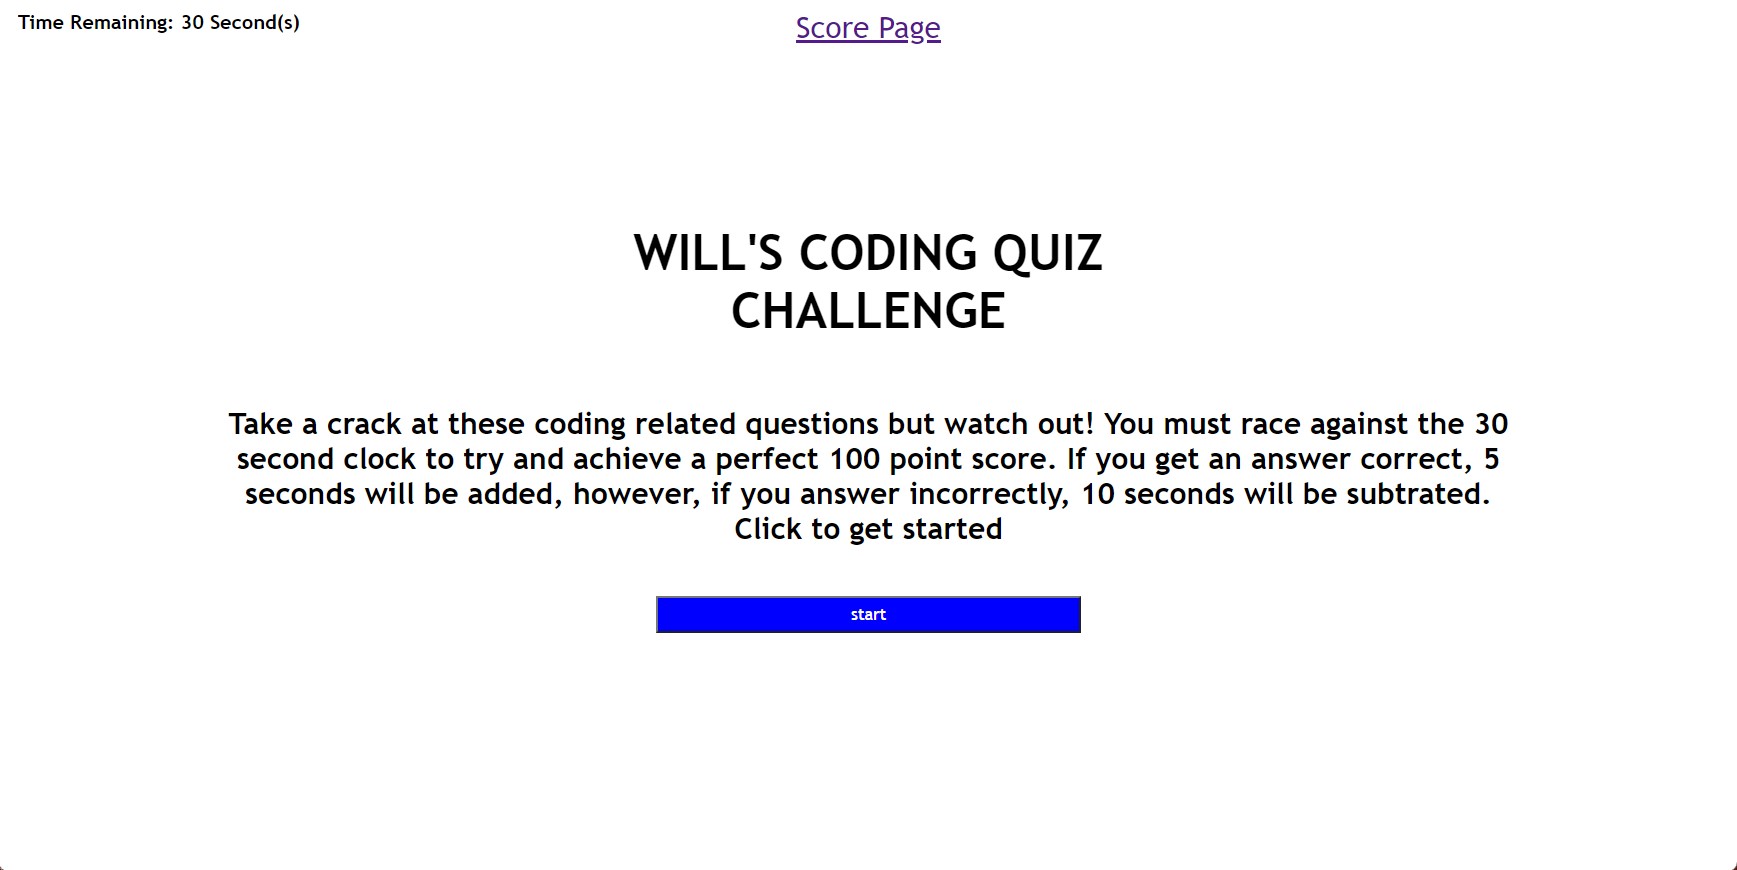 Time Remaining: 30 Second(s)
Score Page
WILL'S CODING QUIZ
CHALLENGE
Take a crack at these coding related questions but watch out! You must race against the 30
second clock to try and achieve a perfect 100 point score. If you get an answer correct, 5
seconds will be added, however, if you answer incorrectly, 10 seconds will be subtrated.
Click to get started
start